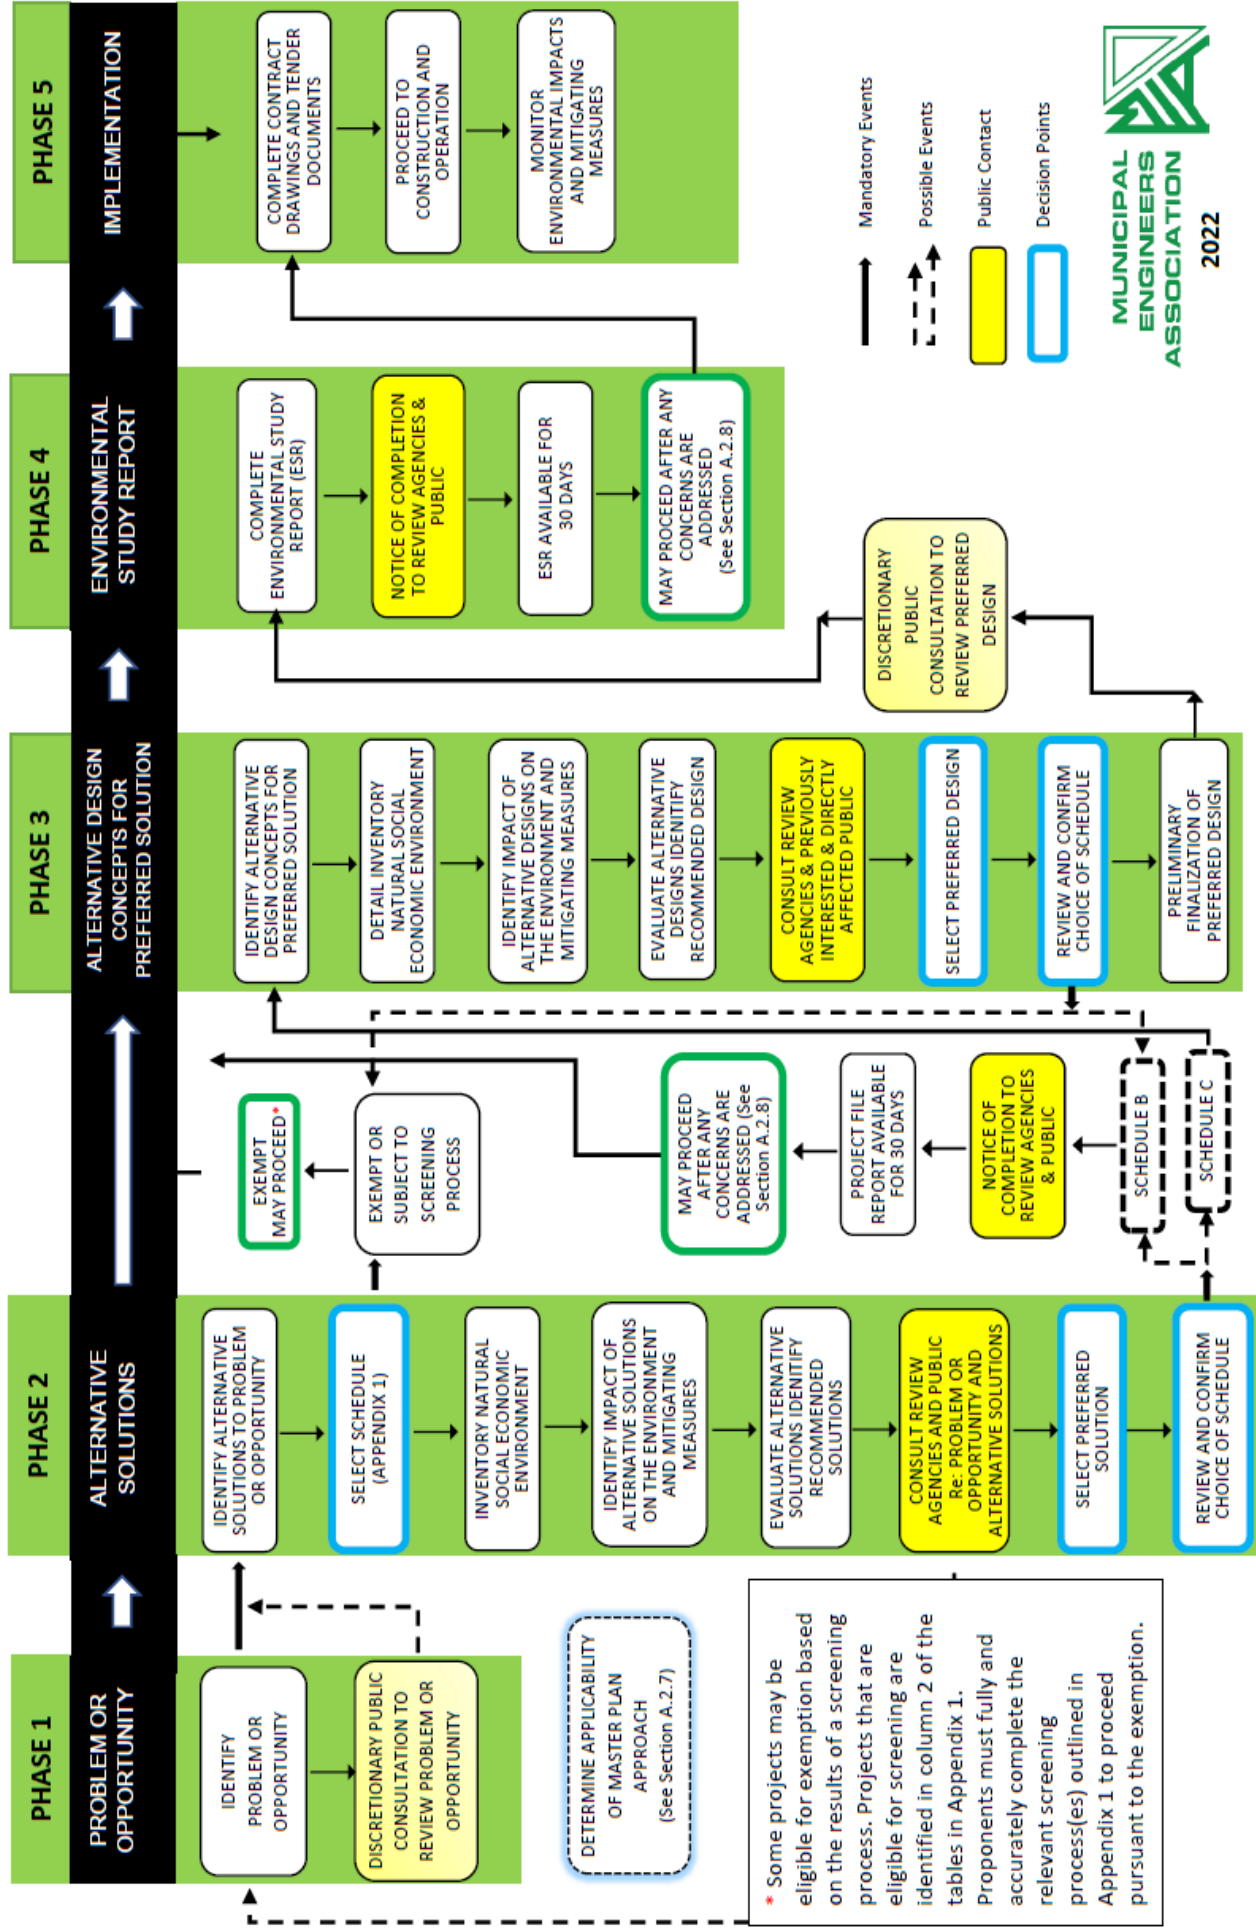 PHASE 1
PROBLEM OR
OPPORTUNITY
IDENTIFY
PROBLEM OR
OPPORTUNITY
DISCRETIONARY PUBLIC
CONSULTATION TO
REVIEW PROBLEM OR
OPPORTUNITY
DETERMINE APPLICABILITY
OF MASTER PLAN
APPROACH
(See Section A.2.7)
* Some projects may be
eligible for exemption based
on the results of a screening
process. Projects that are
eligible for screening are
identified in column 2 of the
tables in Appendix 1.
Proponents must fully and
accurately complete the
relevant screening
process(es) outlined in
Appendix 1 to proceed
pursuant to the exemption.
PHASE 2
ALTERNATIVE
SOLUTIONS
IDENTIFY ALTERNATIVE
SOLUTIONS TO PROBLEM
OR OPPORTUNITY
SELECT SCHEDULE
(APPENDIX 1)
INVENTORY NATURAL
SOCIAL ECONOMIC
ENVIRONMENT
IDENTIFY IMPACT OF
ALTERNATIVE SOLUTIONS
ON THE ENVIRONMENT
AND MITIGATING
MEASURES
EVALUATE ALTERNATIVE
SOLUTIONS IDENITIFY
RECOMMENDED
SOLUTIONS
CONSULT REVIEW
AGENCIES AND PUBLIC
Re: PROBLEM OR
OPPORTUNITY AND
ALTERNATIVE SOLUTIONS
SELECT PREFERRED
SOLUTION
REVIEW AND CONFIRM
CHOICE OF SCHEDULE
EXEMPT
MAY PROCEED*
EXEMPT OR
SUBJECT TO
SCREENING
PROCESS
MAY PROCEED
AFTER ANY
CONCERNS ARE
ADDRESSED (See
Section A.2.8)
PROJECT FILE
REPORT AVAILABLE
FOR 30 DAYS
NOTICE OF
COMPLETION TO
REVIEW AGENCIES
& PUBLIC
SCHEDULE B
SCHEDULE C
PHASE 3
ALTERNATIVE DESIGN
CONCEPTS FOR
PREFERRED SOLUTION
IDENTIFY ALTERNATIVE
DESIGN CONCEPTS FOR
PREFERRED SOLUTION
DETAIL INVENTORY
NATURAL SOCIAL
ECONOMIC ENVIRONMENT
IDENTIFY IMPACT OF
ALTERNATIVE DESIGNS ON
THE ENVIRONMENT AND
MITIGATING MEASURES
EVALUATE ALTERNATIVE
DESIGNS IDENITIFY
RECOMMENDED DESIGN
CONSULT REVIEW
AGENCIES & PREVIOUSLY
INTERESTED & DIRECTLY
AFFECTED PUBLIC
SELECT PREFERRED DESIGN
REVIEW AND CONFIRM
CHOICE OF SCHEDULE
PRELIMINARY
FINALIZATION OF
PREFERRED DESIGN
DISCRETIONARY
PUBLIC
CONSULTATION TO
REVIEW PREFERRED
DESIGN
PHASE 4
ENVIRONMENTAL
STUDY REPORT
COMPLETE
ENVIRONMENTAL STUDY
REPORT (ESR)
NOTICE OF COMPLETION
TO REVIEW AGENCIES &
PUBLIC
ESR AVAILABLE FOR
30 DAYS
MAY PROCEED AFTER ANY
CONCERNS ARE
ADDRESSED
(See Section A.2.8)
PHASE 5
IMPLEMENTATION
COMPLETE CONTRACT
DRAWINGS AND TENDER
DOCUMENTS
PROCEED TO
CONSTRUCTION AND
OPERATION
MONITOR
ENVIRONMENTAL IMPACTS
AND MITIGATING
MEASURES
Mandatory Events
Possible Events
Public Contact
Decision Points
MUNICIPAL
ENGINEERS
ASSOCIATION
2022